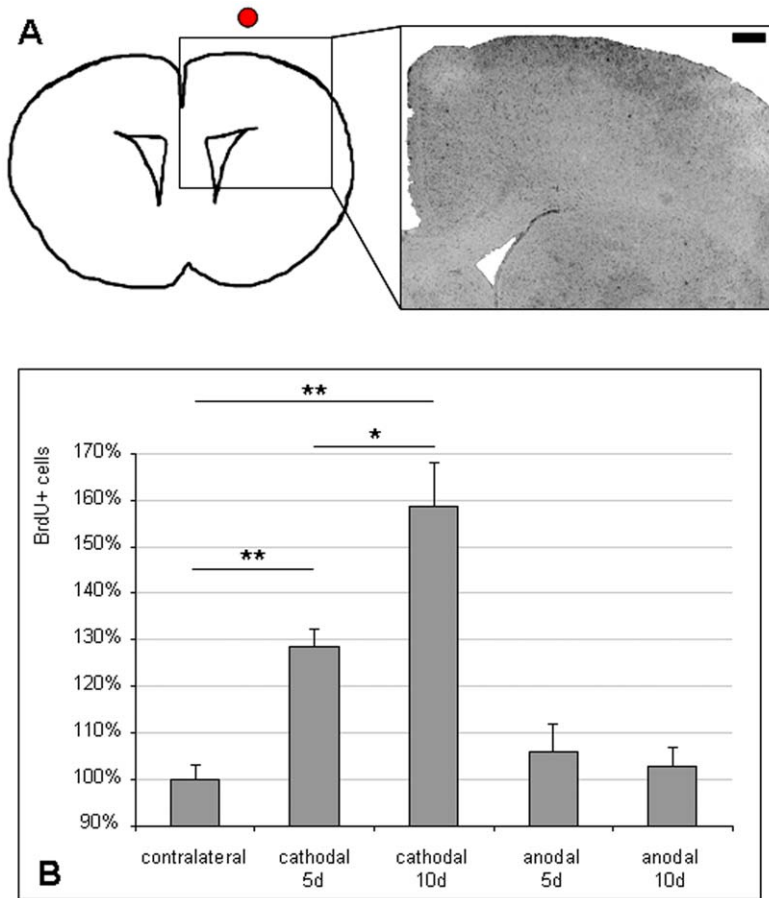 A
**
*
**
BrdU+ cells
170%
160%
150%
140%
130%
120%
110%
100%
90%
contralateral
cathodal
5d
cathodal
10d
anodal
5d
anodal
10d
B